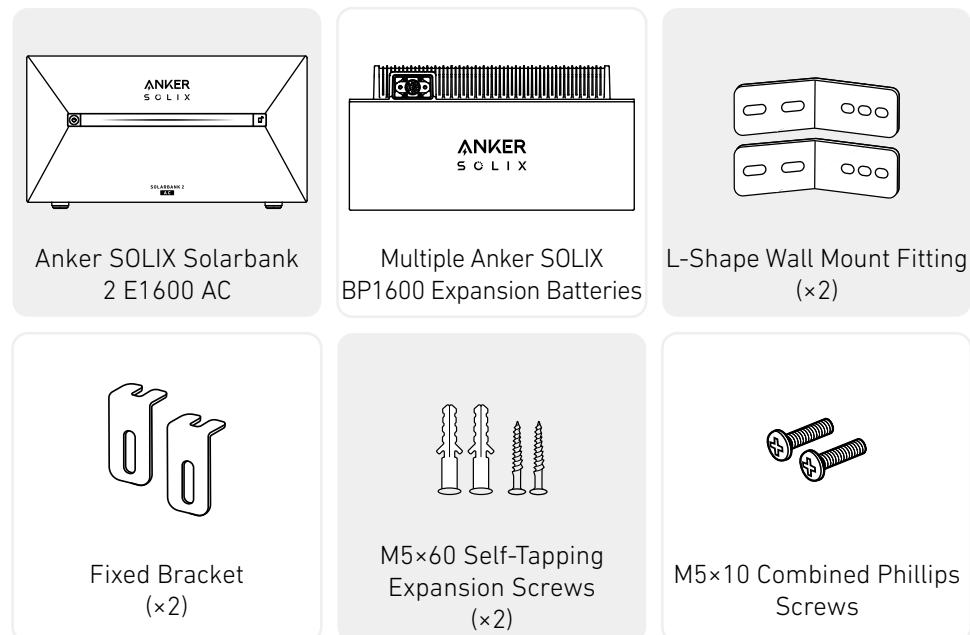 ANKER
SOLIX
SOLARBANK 2
AC
Anker SOLIX Solarbank
2 E1600 AC
ANKER
SOLIX
Multiple Anker SOLIX
BP1600 Expansion Batteries
L-Shape Wall Mount Fitting
(×2)
Fixed Bracket
(×2)
M5×60 Self-Tapping
Expansion Screws
(×2)
M5×10 Combined Phillips
Screws